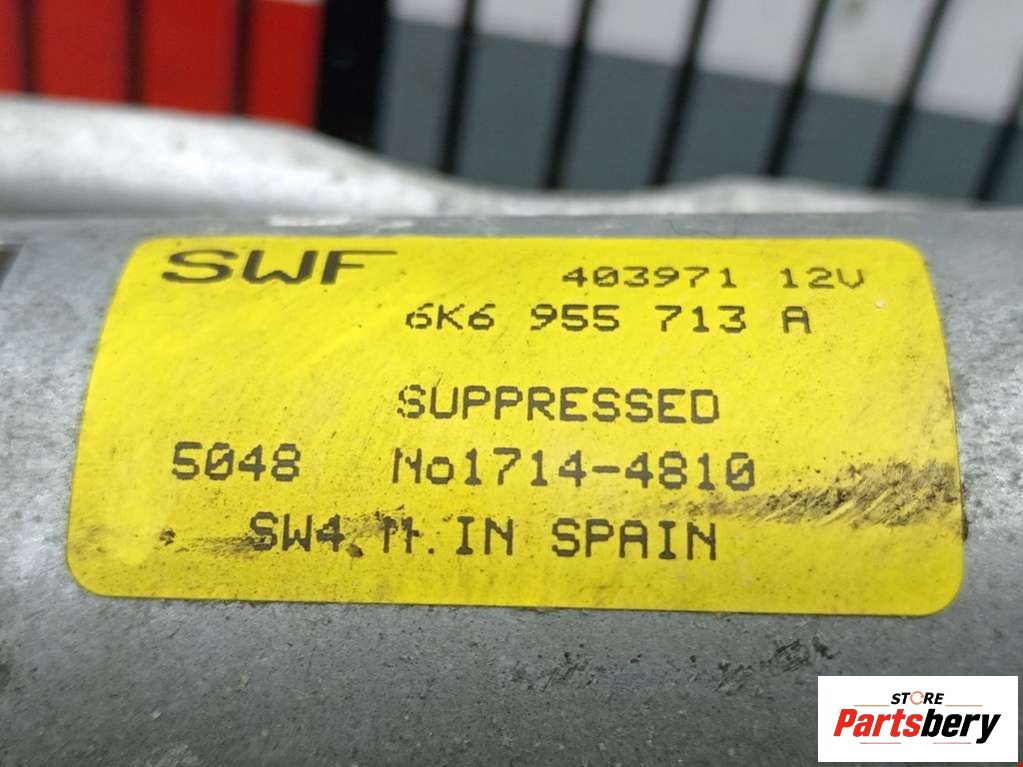 SWF 403971 12V
6K6 955 713 A
SUPPRESSED
5048 No1714-4810
SW4.M.IN SPAIN
STORE
Partsbery